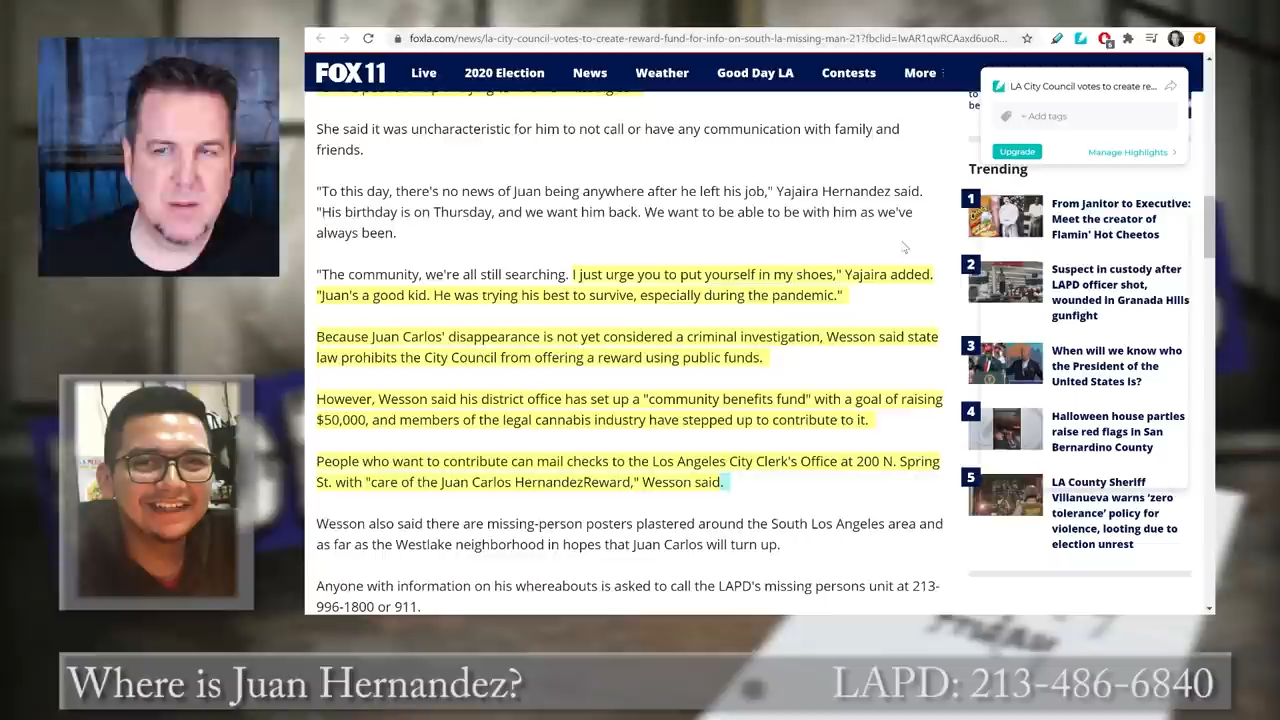 foxla.com/news/la-city-council-votes-to-create-reward-fund-for-info-on-south-la-missing-man-21?fbclid=IwAR1qwRCAaxd6uoR...
FOX 11 Live 2020 Election News Weather Good Day LA Contests More
She said it was uncharacteristic for him to not call or have any communication with family and
friends.
"To this day, there's no news of Juan being anywhere after he left his job," Yajaira Hernandez said.
"His birthday is on Thursday, and we want him back. We want to be able to be with him as we've
always been.
"The community, we're all still searching. I just urge you to put yourself in my shoes," Yajaira added.
"Juan's a good kid. He was trying his best to survive, especially during the pandemic."
Because Juan Carlos' disappearance is not yet considered a criminal investigation, Wesson said state
law prohibits the City Council from offering a reward using public funds.
However, Wesson said his district office has set up a "community benefits fund" with a goal of raising
$50,000, and members of the legal cannabis industry have stepped up to contribute to it.
People who want to contribute can mail checks to the Los Angeles City Clerk's Office at 200 N. Spring
St. with "care of the Juan Carlos HernandezReward," Wesson said.
Wesson also said there are missing-person posters plastered around the South Los Angeles area and
as far as the Westlake neighborhood in hopes that Juan Carlos will turn up.
Anyone with information on his whereabouts is asked to call the LAPD's missing persons unit at 213-
996-1800 or 911.
to
be
LA City Council votes to create re...
+ Add tags
Upgrade
Manage Highlights
Trending
1
From Janitor to Executive:
Meet the creator of
Flamin' Hot Cheetos
2
Suspect in custody after
LAPD officer shot,
wounded in Granada Hills
gunfight
3
When will we know who
the President of the
United States is?
4
Halloween house parties
raise red flags in San
Bernardino County
5
LA County Sheriff
Villanueva warns 'zero
tolerance' policy for
violence, looting due to
election unrest
Where is Juan Hernandez?
LAPD: 213-486-6840